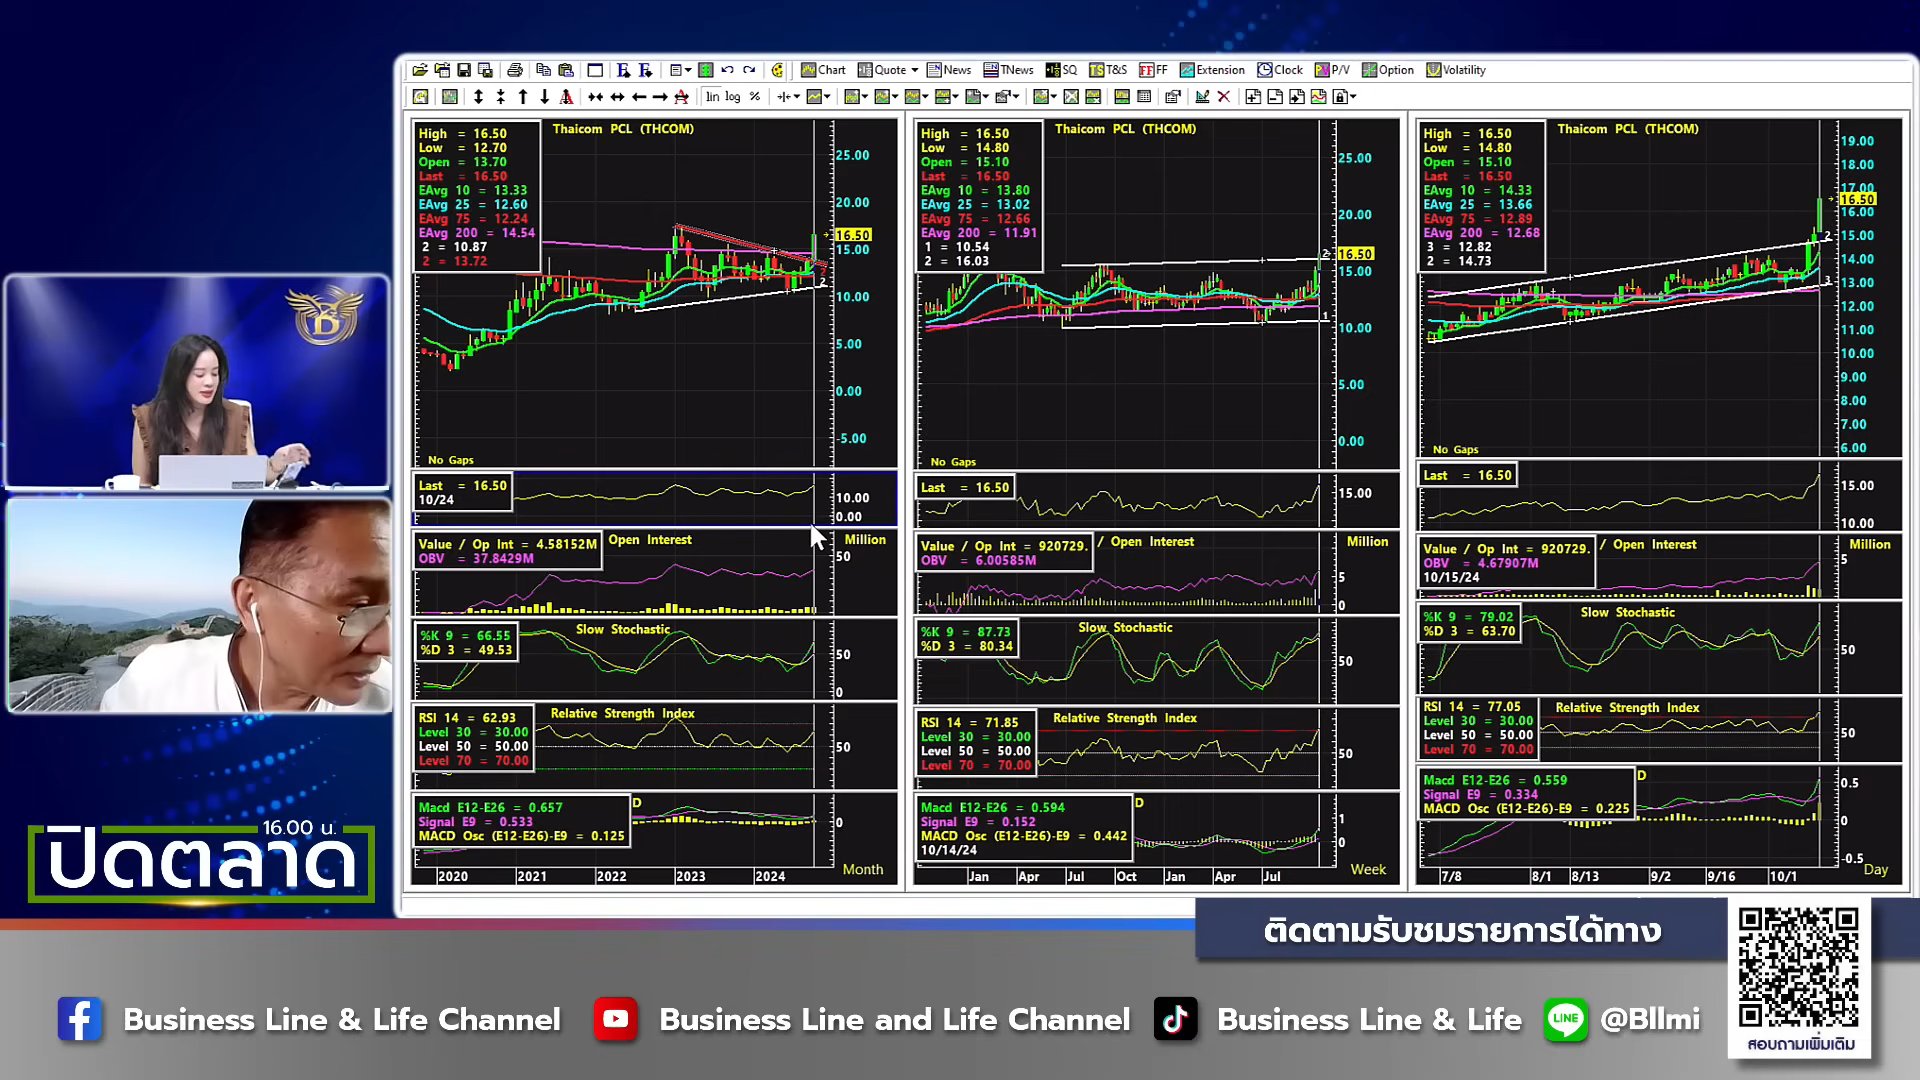 Chart
Quote
News
TNews
SQ
T&S
FF
Extension
Clock
P/V
Option
Volatility
lin log %
Thaicom PCL (THCOM)
High = 16.50
Low = 12.70
Open = 13.70
Last = 16.50
EAvg 10 = 13.33
EAvg 25 = 12.60
EAvg 75 = 12.24
EAvg 200 = 14.54
2 = 10.87
2 = 13.72
25.00
20.00
16.50
15.00
10.00
5.00
0.00
-5.00
2
2
No Gaps
Last = 16.50
10/24
10.00
0.00
Value / Op Int = 4.58152M
Open Interest
OBV = 37.8429M
Million
50
%K 9 = 66.55
%D 3 = 49.53
Slow Stochastic
50
0
RSI 14 = 62.93
Level 30 = 30.00
Level 50 = 50.00
Level 70 = 70.00
Relative Strength Index
50
Macd E12-E26 = 0.657
Signal E9 = 0.533
MACD Osc (E12-E26)-E9 = 0.125
D
0
Month
2020 2021 2022 2023 2024
Thaicom PCL (THCOM)
High = 16.50
Low = 14.80
Open = 15.10
Last = 16.50
EAvg 10 = 13.80
EAvg 25 = 13.02
EAvg 75 = 12.66
EAvg 200 = 11.91
1 = 10.54
2 = 16.03
25.00
20.00
16.50
15.00
10.00
5.00
0.00
2
1
No Gaps
Last = 16.50
15.00
Value / Op Int = 920729.
/ Open Interest
OBV = 6.00585M
Million
5
0
%K 9 = 87.73
%D 3 = 80.34
Slow Stochastic
50
RSI 14 = 71.85
Level 30 = 30.00
Level 50 = 50.00
Level 70 = 70.00
Relative Strength Index
50
Macd E12-E26 = 0.594
Signal E9 = 0.152
MACD Osc (E12-E26)-E9 = 0.442
10/14/24
D
1
0
Week
Jan Apr Jul Oct Jan Apr Jul
Thaicom PCL (THCOM)
High = 16.50
Low = 14.80
Open = 15.10
Last = 16.50
EAvg 10 = 14.33
EAvg 25 = 13.66
EAvg 75 = 12.89
EAvg 200 = 12.68
3 = 12.82
2 = 14.73
19.00
18.00
17.00
16.50
16.00
15.00
14.00
13.00
12.00
11.00
10.00
9.00
8.00
7.00
6.00
2
3
No Gaps
Last = 16.50
15.00
10.00
Value / Op Int = 920729.
/ Open Interest
OBV = 4.67907M
10/15/24
Million
5
%K 9 = 79.02
%D 3 = 63.70
Slow Stochastic
50
RSI 14 = 77.05
Level 30 = 30.00
Level 50 = 50.00
Level 70 = 70.00
Relative Strength Index
50
Macd E12-E26 = 0.559
Signal E9 = 0.334
MACD Osc (E12-E26)-E9 = 0.225
D
0.5
0
-0.5
Day
7/8 8/1 8/13 9/2 9/16 10/1
16.00 น.
ปิดตลาด
ติดตามรับชมรายการได้ทาง
Business Line & Life Channel
Business Line and Life Channel
Business Line & Life
LINE
@Bllmi
สอบถามเพิ่มเติม